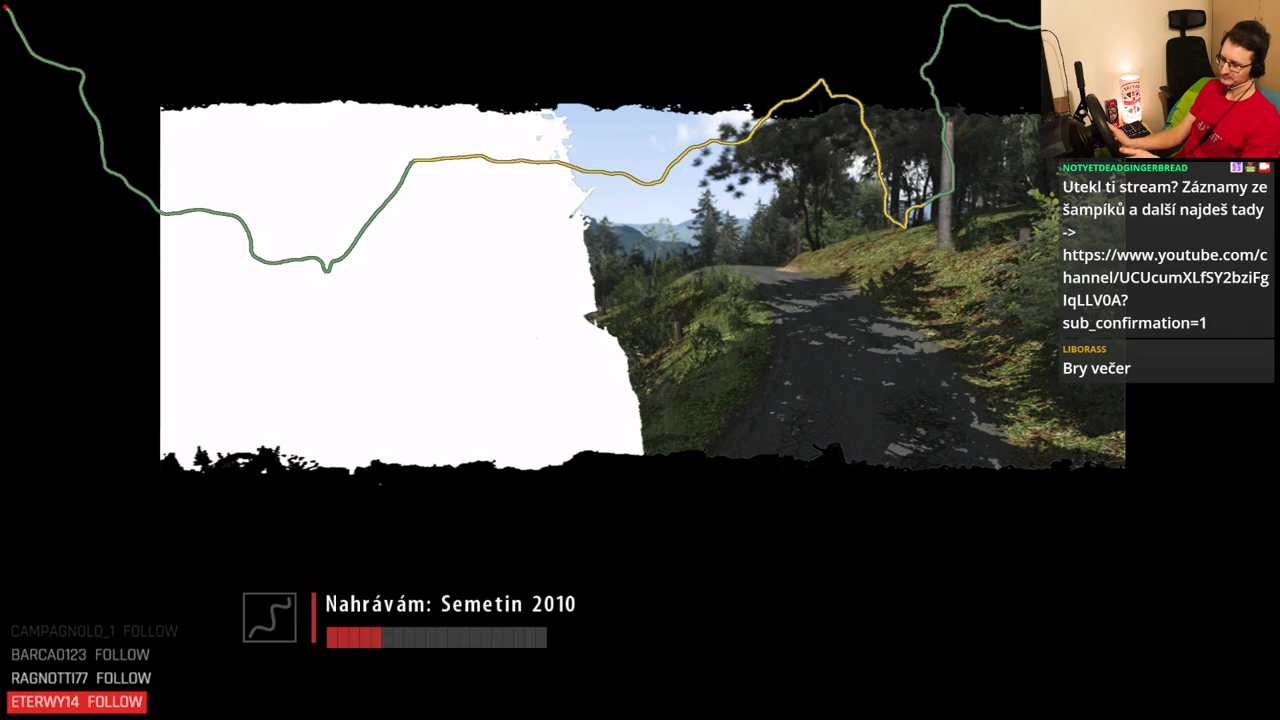 NOTYETDEADGINGERBREAD
Utekl ti stream? Záznamy ze
šampíků a další najdeš tady
->
https://www.youtube.com/c
hannel/UCUcumXLfSY2bziFg
IqLLV0A?
sub_confirmation=1
LIBORASS
Bry večer
Nahrávám: Semetin 2010
CAMPAGNOLO_1 FOLLOW
BARCA0123 FOLLOW
RAGNOTTI77 FOLLOW
ETERWY14 FOLLOW